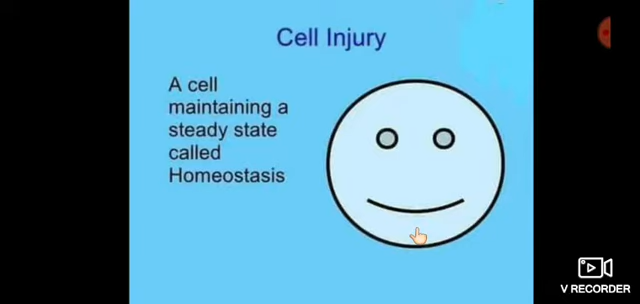 Cell Injury
A cell
maintaining a
steady state
called
Homeostasis
V RECORDER